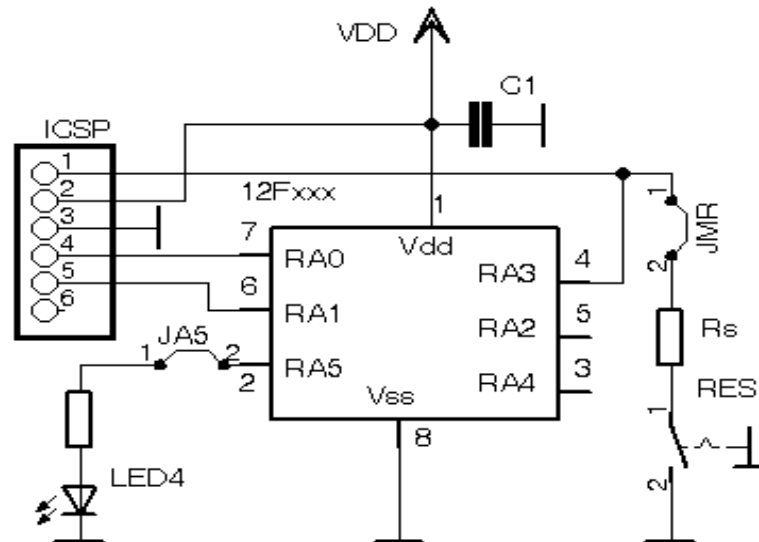 VDD
C1
ICSP
1
2
3
4
5
6
12Fxxx
1
7
Vdd
RA0
6
RA1
JA5
1
2
2
RA5
Vss
8
RA3
4
RA2
5
RA4
3
1
JMR
2
Rs
RES
1
2
LED4